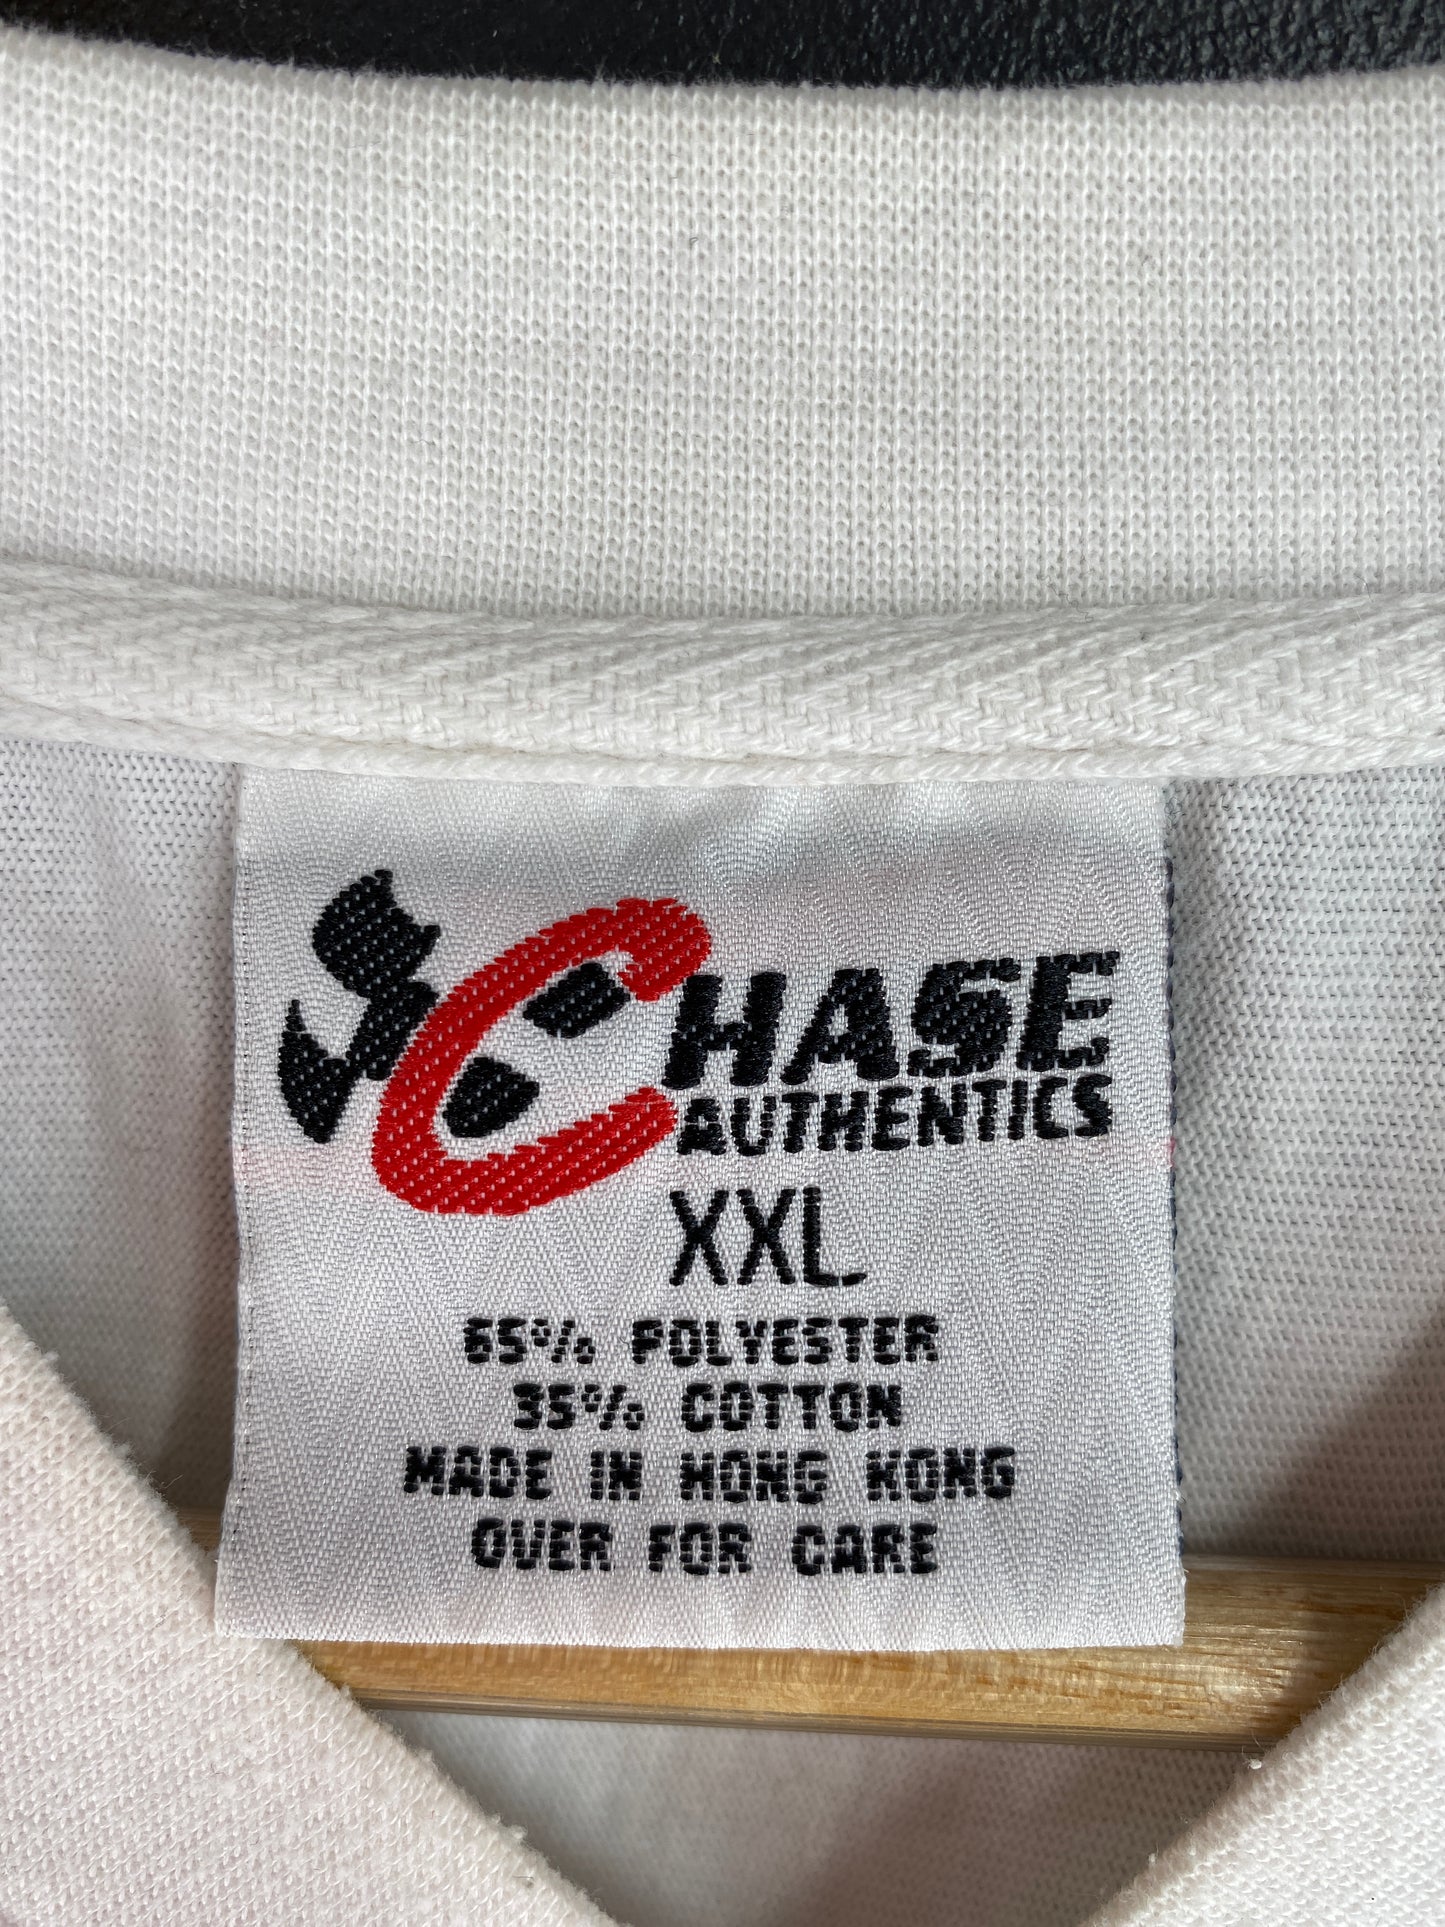 CHASE
AUTHENTICS
XXL
65% POLYESTER
35% COTTON
MADE IN HONG KONG
OVER FOR CARE